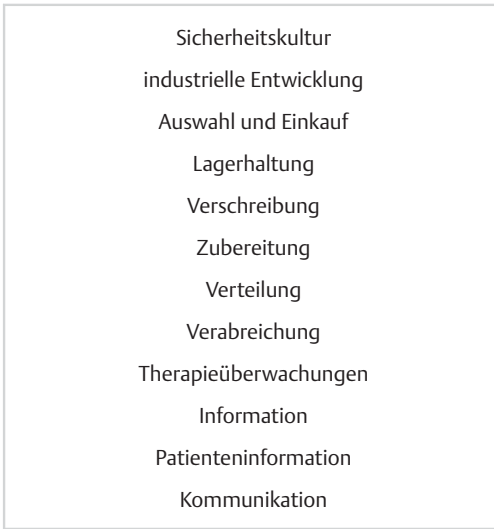 Sicherheitskultur
industrielle Entwicklung
Auswahl und Einkauf
Lagerhaltung
Verschreibung
Zubereitung
Verteilung
Verabreichung
Therapieüberwachungen
Information
Patienteninformation
Kommunikation